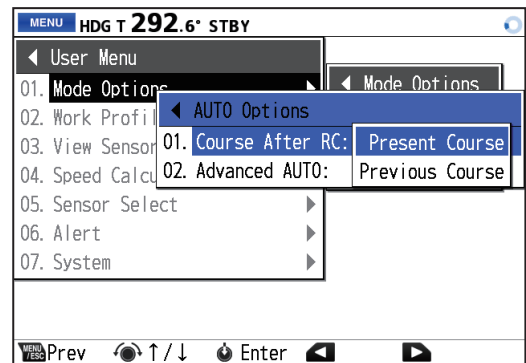 MENU HDG T 292.6° STBY
◀ User Menu
01. Mode Options ▶
◀ Mode Options
02. Work Profil
◀ AUTO Options
03. View Sensor
01. Course After RC: Present Course
04. Speed Calcu
02. Advanced AUTO: Previous Course
05. Sensor Select ▶
06. Alert ▶
07. System ▶
MENU/ESC Prev ↑/↓ Enter ◀ ▶